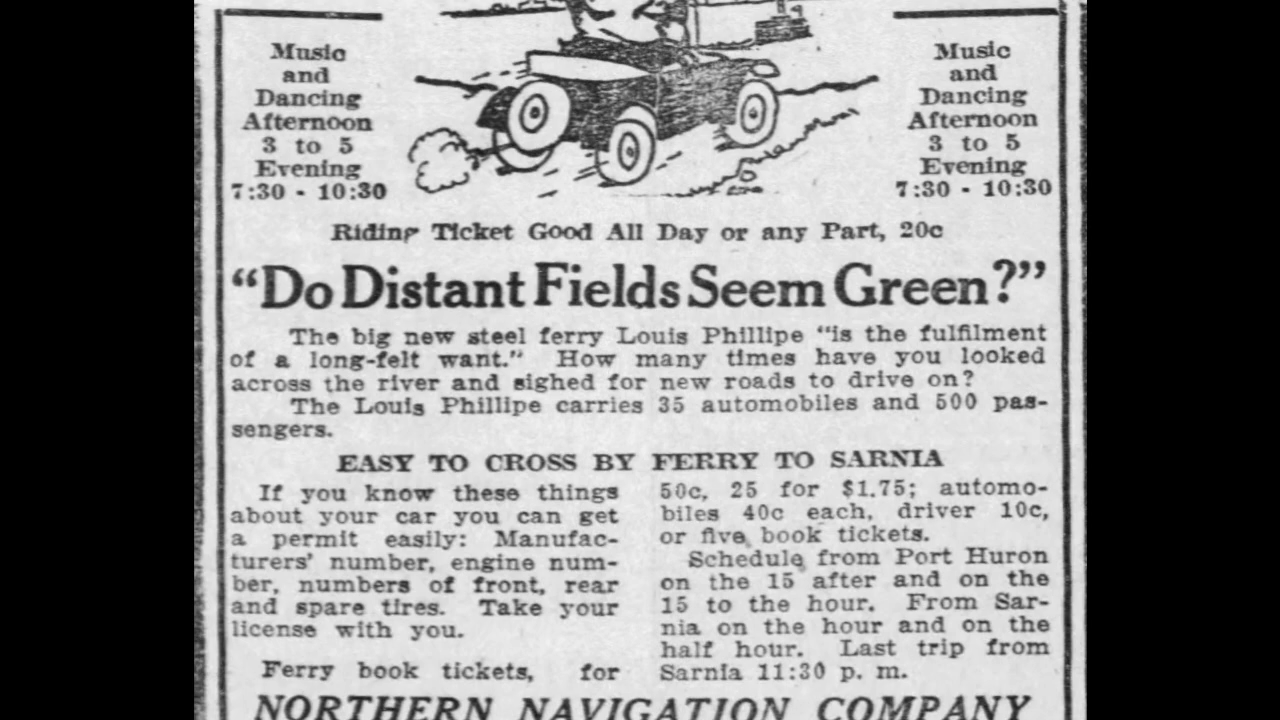 Music
and
Dancing
Afternoon
3 to 5
Evening
7:30 - 10:30
Music
and
Dancing
Afternoon
3 to 5
Evening
7:30 - 10:30
Riding Ticket Good All Day or any Part, 20c
"Do Distant Fields Seem Green?"
The big new steel ferry Louis Phillipe "is the fulfilment
of a long-felt want." How many times have you looked
across the river and sighed for new roads to drive on?
The Louis Phillipe carries 35 automobiles and 500 pas-
sengers.
EASY TO CROSS BY FERRY TO SARNIA
If you know these things
about your car you can get
a permit easily: Manufac-
turers' number, engine num-
ber, numbers of front, rear
and spare tires. Take your
license with you.
Ferry book tickets, for
50c, 25 for $1.75; automo-
biles 40c each, driver 10c,
or five book tickets.
Schedule from Port Huron
on the 15 after and on the
15 to the hour. From Sar-
nia on the hour and on the
half hour. Last trip from
Sarnia 11:30 p. m.
NORTHERN NAVIGATION COMPANY